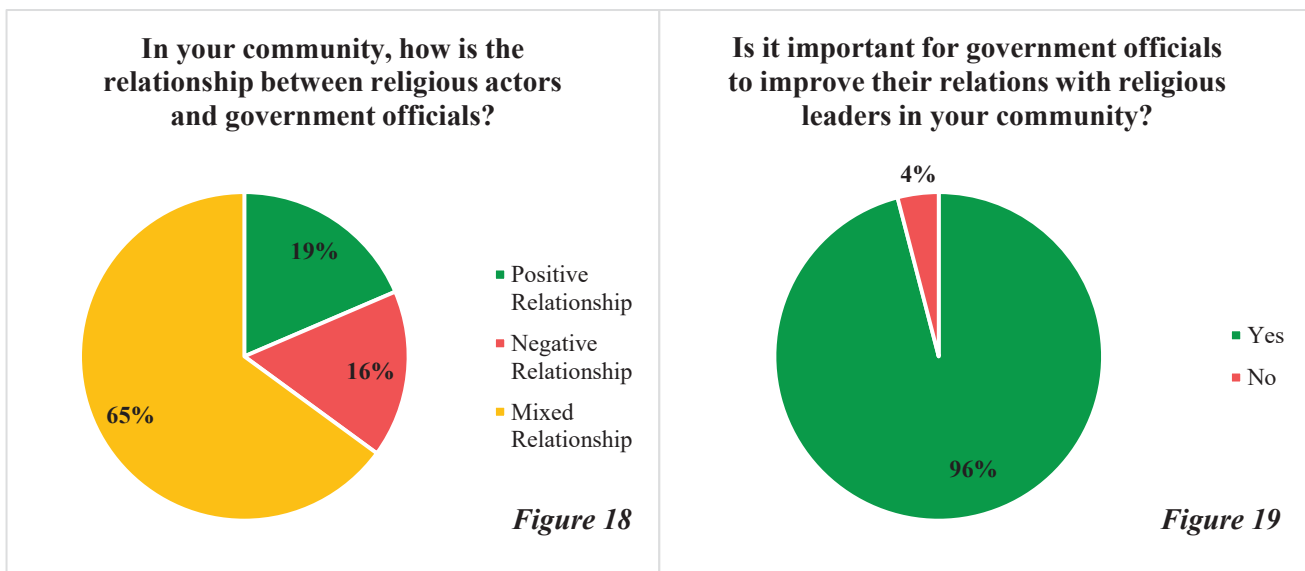 In your community, how is the
relationship between religious actors
and government officials?
19%
16%
65%
Positive
Relationship
Negative
Relationship
Mixed
Relationship
Figure 18
Is it important for government officials
to improve their relations with religious
leaders in your community?
4%
96%
Yes
No
Figure 19